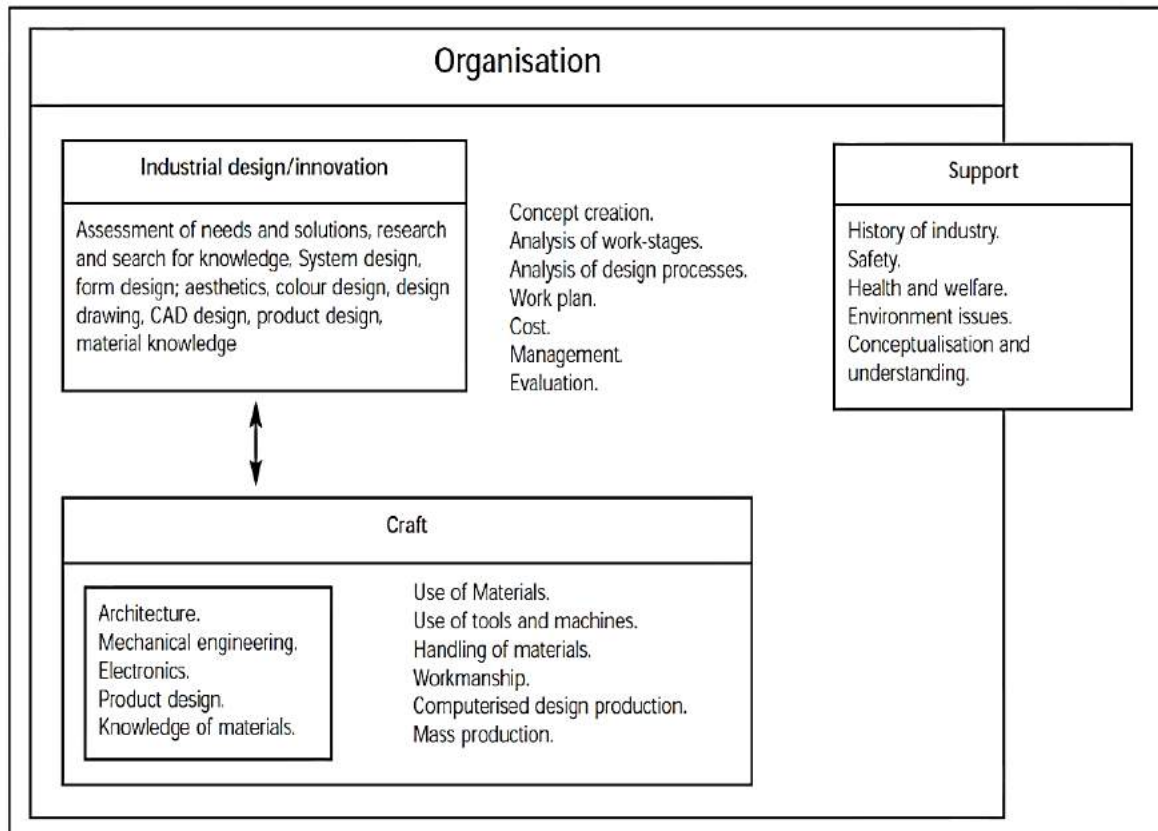 Organisation
Industrial design/innovation
Assessment of needs and solutions, research
and search for knowledge, System design,
form design; aesthetics, colour design, design
drawing, CAD design, product design,
material knowledge
Concept creation.
Analysis of work-stages.
Analysis of design processes.
Work plan.
Cost.
Management.
Evaluation.
Support
History of industry.
Safety.
Health and welfare.
Environment issues.
Conceptualisation and
understanding.
Craft
Architecture.
Mechanical engineering.
Electronics.
Product design.
Knowledge of materials.
Use of Materials.
Use of tools and machines.
Handling of materials.
Workmanship.
Computerised design production.
Mass production.